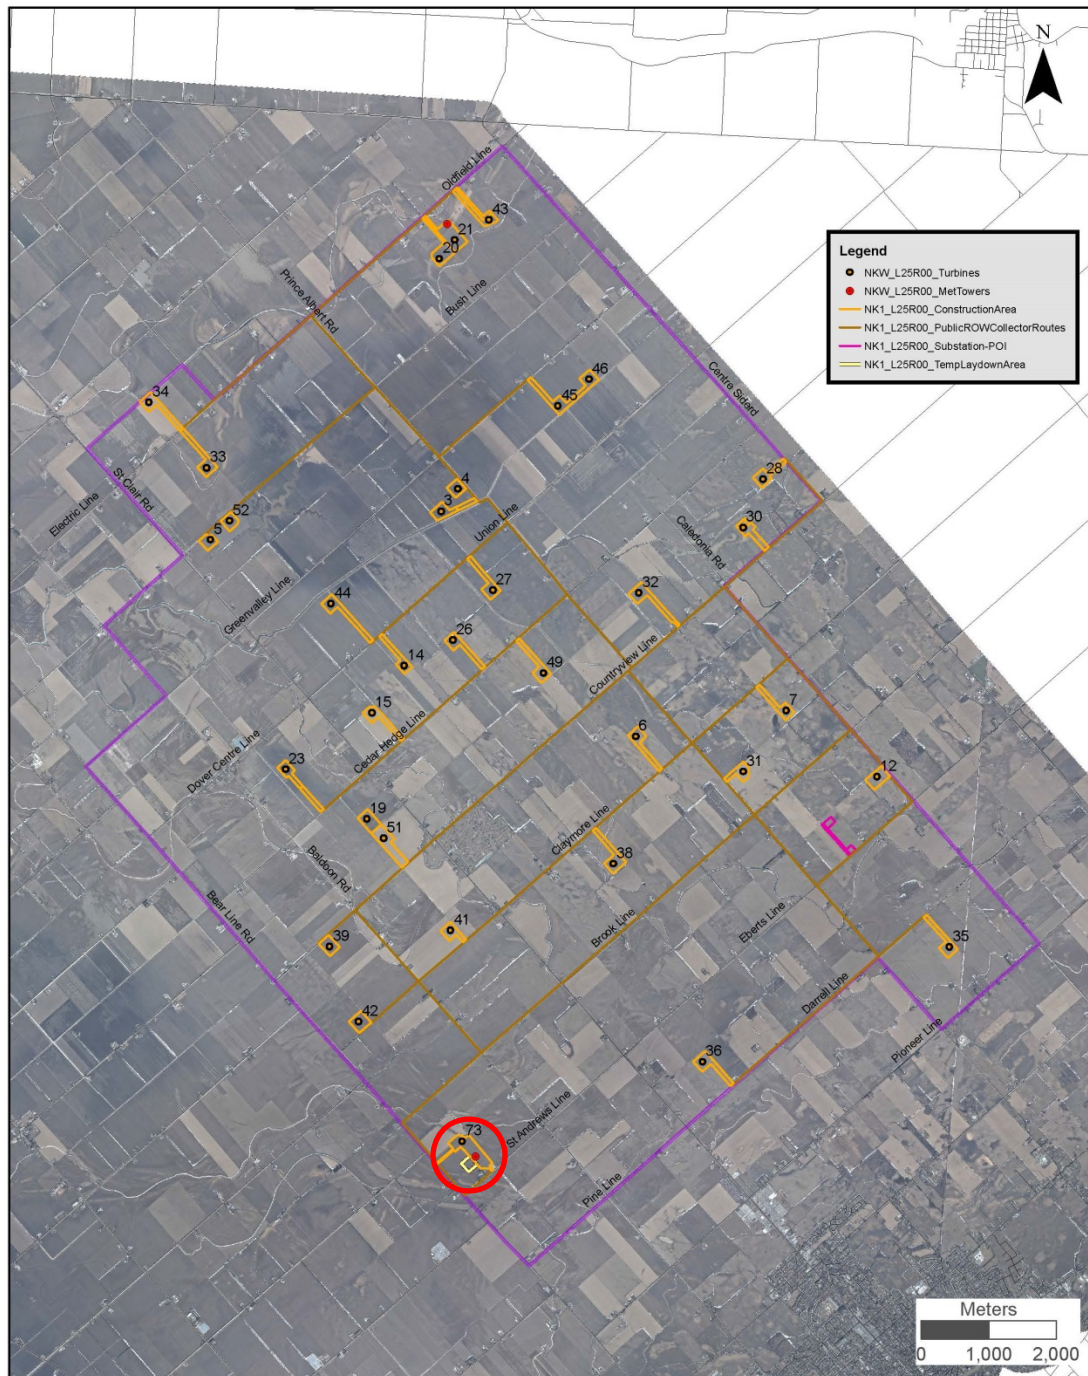 N
Oldfield Line
43
21
20
Prince Albert Rd
Bush Line
Legend
NKW_L25R00_Turbines
NKW_L25R00_MetTowers
NK1_L25R00_ConstructionArea
NK1_L25R00_PublicROWCollectorRoutes
NK1_L25R00_Substation-POI
NK1_L25R00_TempLaydownArea
46
45
34
Centre Siderd
33
St Clair Rd
4
28
Electric Line
3
52
5
Union Line
30
Caledonia Rd
27
32
Greenvalley Line
44
26
14
49
Countryview Line
15
7
Cedar Hedge Line
6
Dover Centre Line
23
31
12
19
51
Claymore Line
38
Baldoon Rd
Bear Line Rd
41
Brook Line
Eberts Line
39
35
42
Darrell Line
Pioneer Line
36
73
St Andrews Line
Pine Line
Meters
0 1,000 2,000